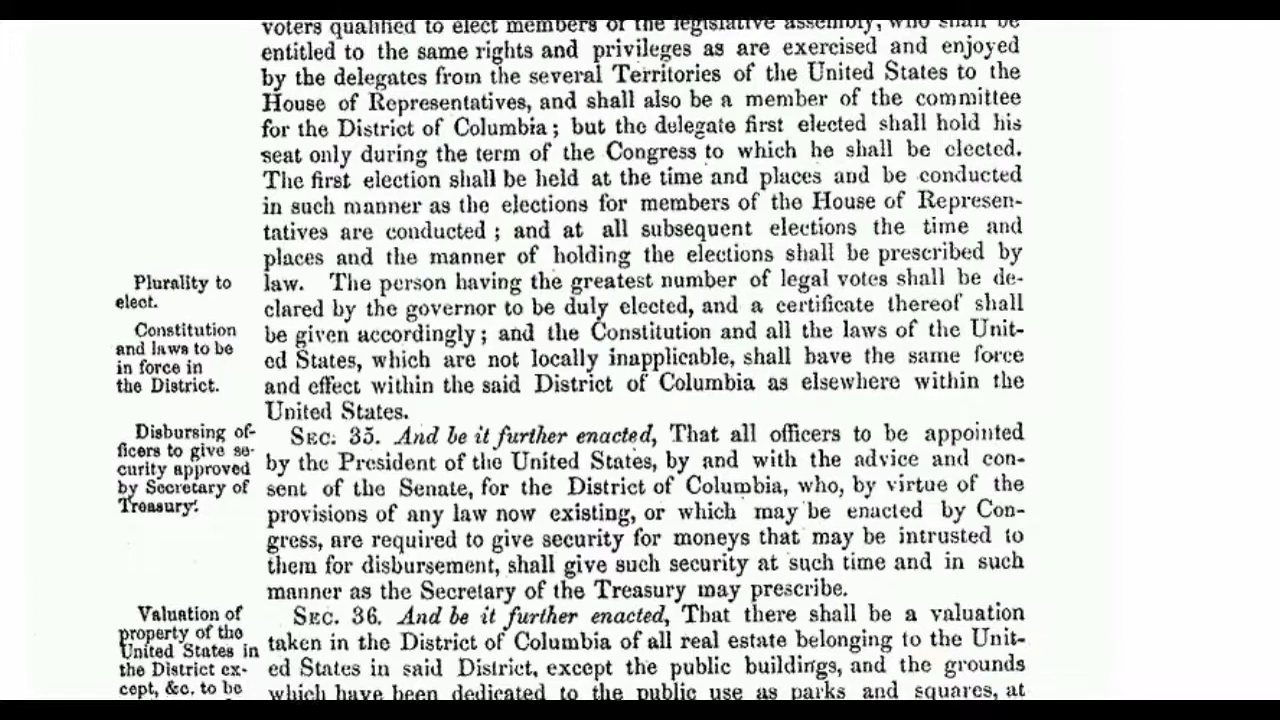 voters qualified to elect members of the legislative assembly, who shall be
entitled to the same rights and privileges as are exercised and enjoyed
by the delegates from the several Territories of the United States to the
House of Representatives, and shall also be a member of the committee
for the District of Columbia; but the delegate first elected shall hold his
seat only during the term of the Congress to which he shall be elected.
The first election shall be held at the time and places and be conducted
in such manner as the elections for members of the House of Represen-
tatives are conducted; and at all subsequent elections the time and
places and the manner of holding the elections shall be prescribed by
Plurality to
elect.
law. The person having the greatest number of legal votes shall be de-
clared by the governor to be duly elected, and a certificate thereof shall
Constitution
and laws to be
in force in
the District.
be given accordingly; and the Constitution and all the laws of the Unit-
ed States, which are not locally inapplicable, shall have the same force
and effect within the said District of Columbia as elsewhere within the
United States.
Disbursing of-
ficers to give se-
curity approved
by Secretary of
Treasury.
SEC. 35. And be it further enacted, That all officers to be appointed
by the President of the United States, by and with the advice and con-
sent of the Senate, for the District of Columbia, who, by virtue of the
provisions of any law now existing, or which may be enacted by Con-
gress, are required to give security for moneys that may be intrusted to
them for disbursement, shall give such security at such time and in such
manner as the Secretary of the Treasury may prescribe.
Valuation of
property of the
United States in
the District ex-
cept, &c. to be
SEC. 36. And be it further enacted, That there shall be a valuation
taken in the District of Columbia of all real estate belonging to the Unit-
ed States in said District, except the public buildings, and the grounds
which have been dedicated to the public use as parks and squares, at